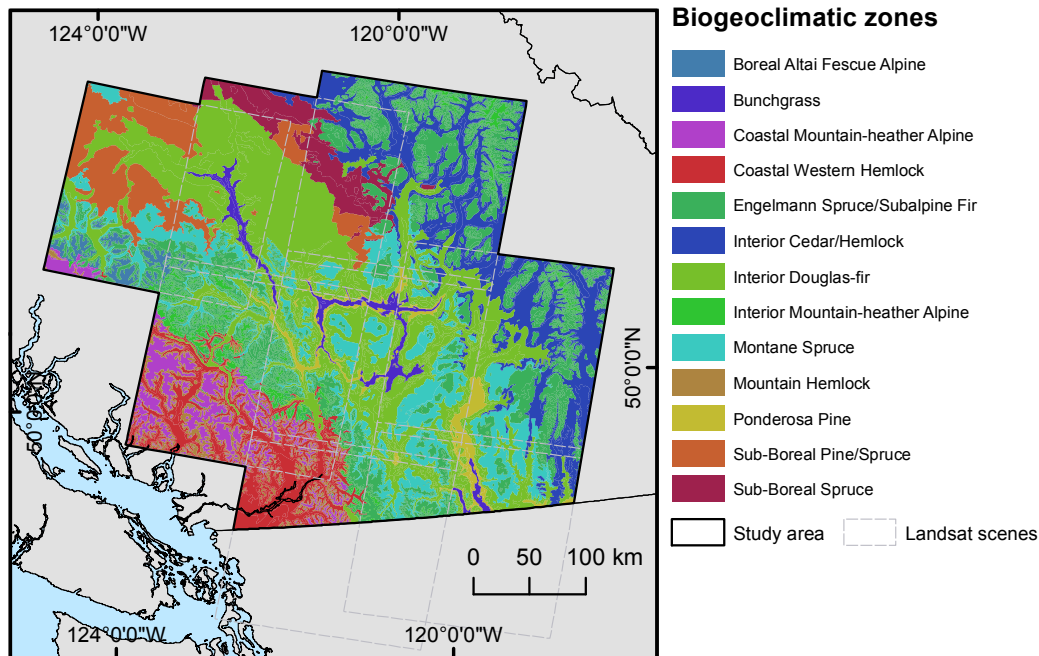 124°0'0"W
120°0'0"W
50°0'0"N
50°0'0"N
0 50 100 km
124°0'0"W
120°0'0"W
Biogeoclimatic zones
Boreal Altai Fescue Alpine
Bunchgrass
Coastal Mountain-heather Alpine
Coastal Western Hemlock
Engelmann Spruce/Subalpine Fir
Interior Cedar/Hemlock
Interior Douglas-fir
Interior Mountain-heather Alpine
Montane Spruce
Mountain Hemlock
Ponderosa Pine
Sub-Boreal Pine/Spruce
Sub-Boreal Spruce
Study area
Landsat scenes